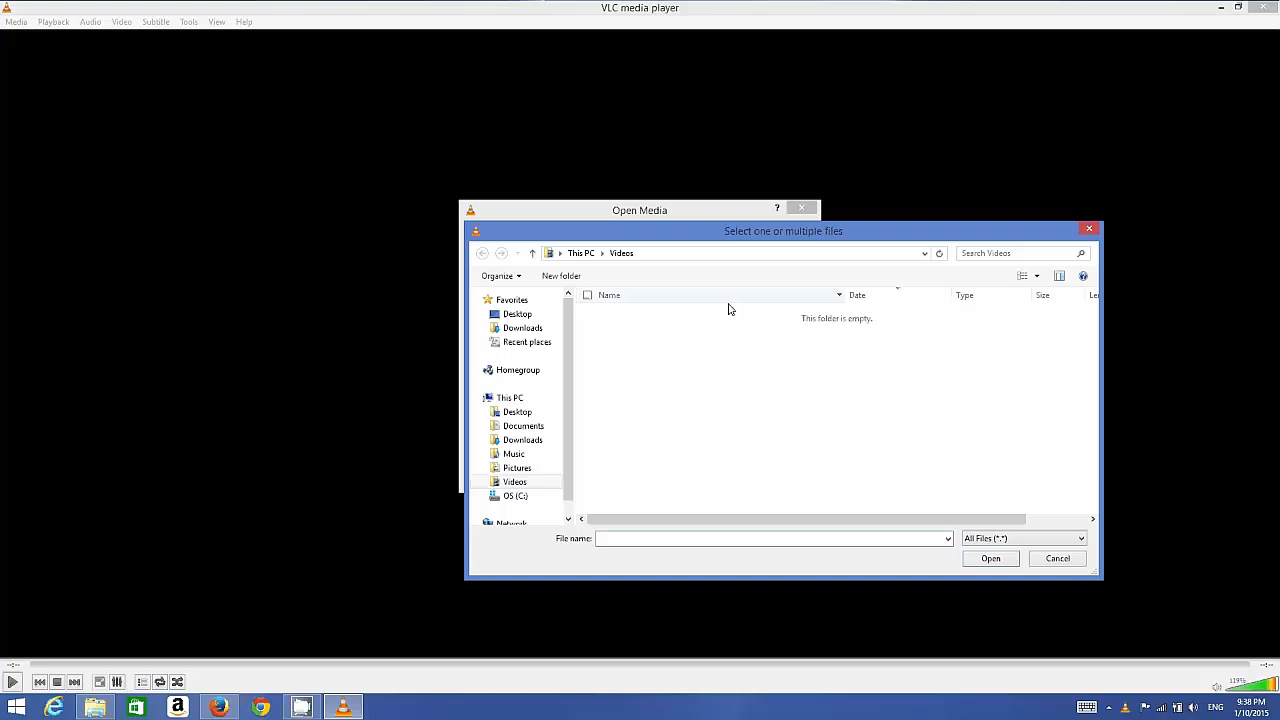 VLC media player
Media Playback Audio Video Subtitle Tools View Help
Open Media
?
Select one or multiple files
This PC Videos
Search Videos
Organize New folder
Name Date Type Size Len
This folder is empty.
Favorites
Desktop
Downloads
Recent places
Homegroup
This PC
Desktop
Documents
Downloads
Music
Pictures
Videos
OS (C:)
Network
File name:
All Files (*.*)
Open Cancel
--:-- --:--
119%
ENG
9:38 PM
1/10/2015